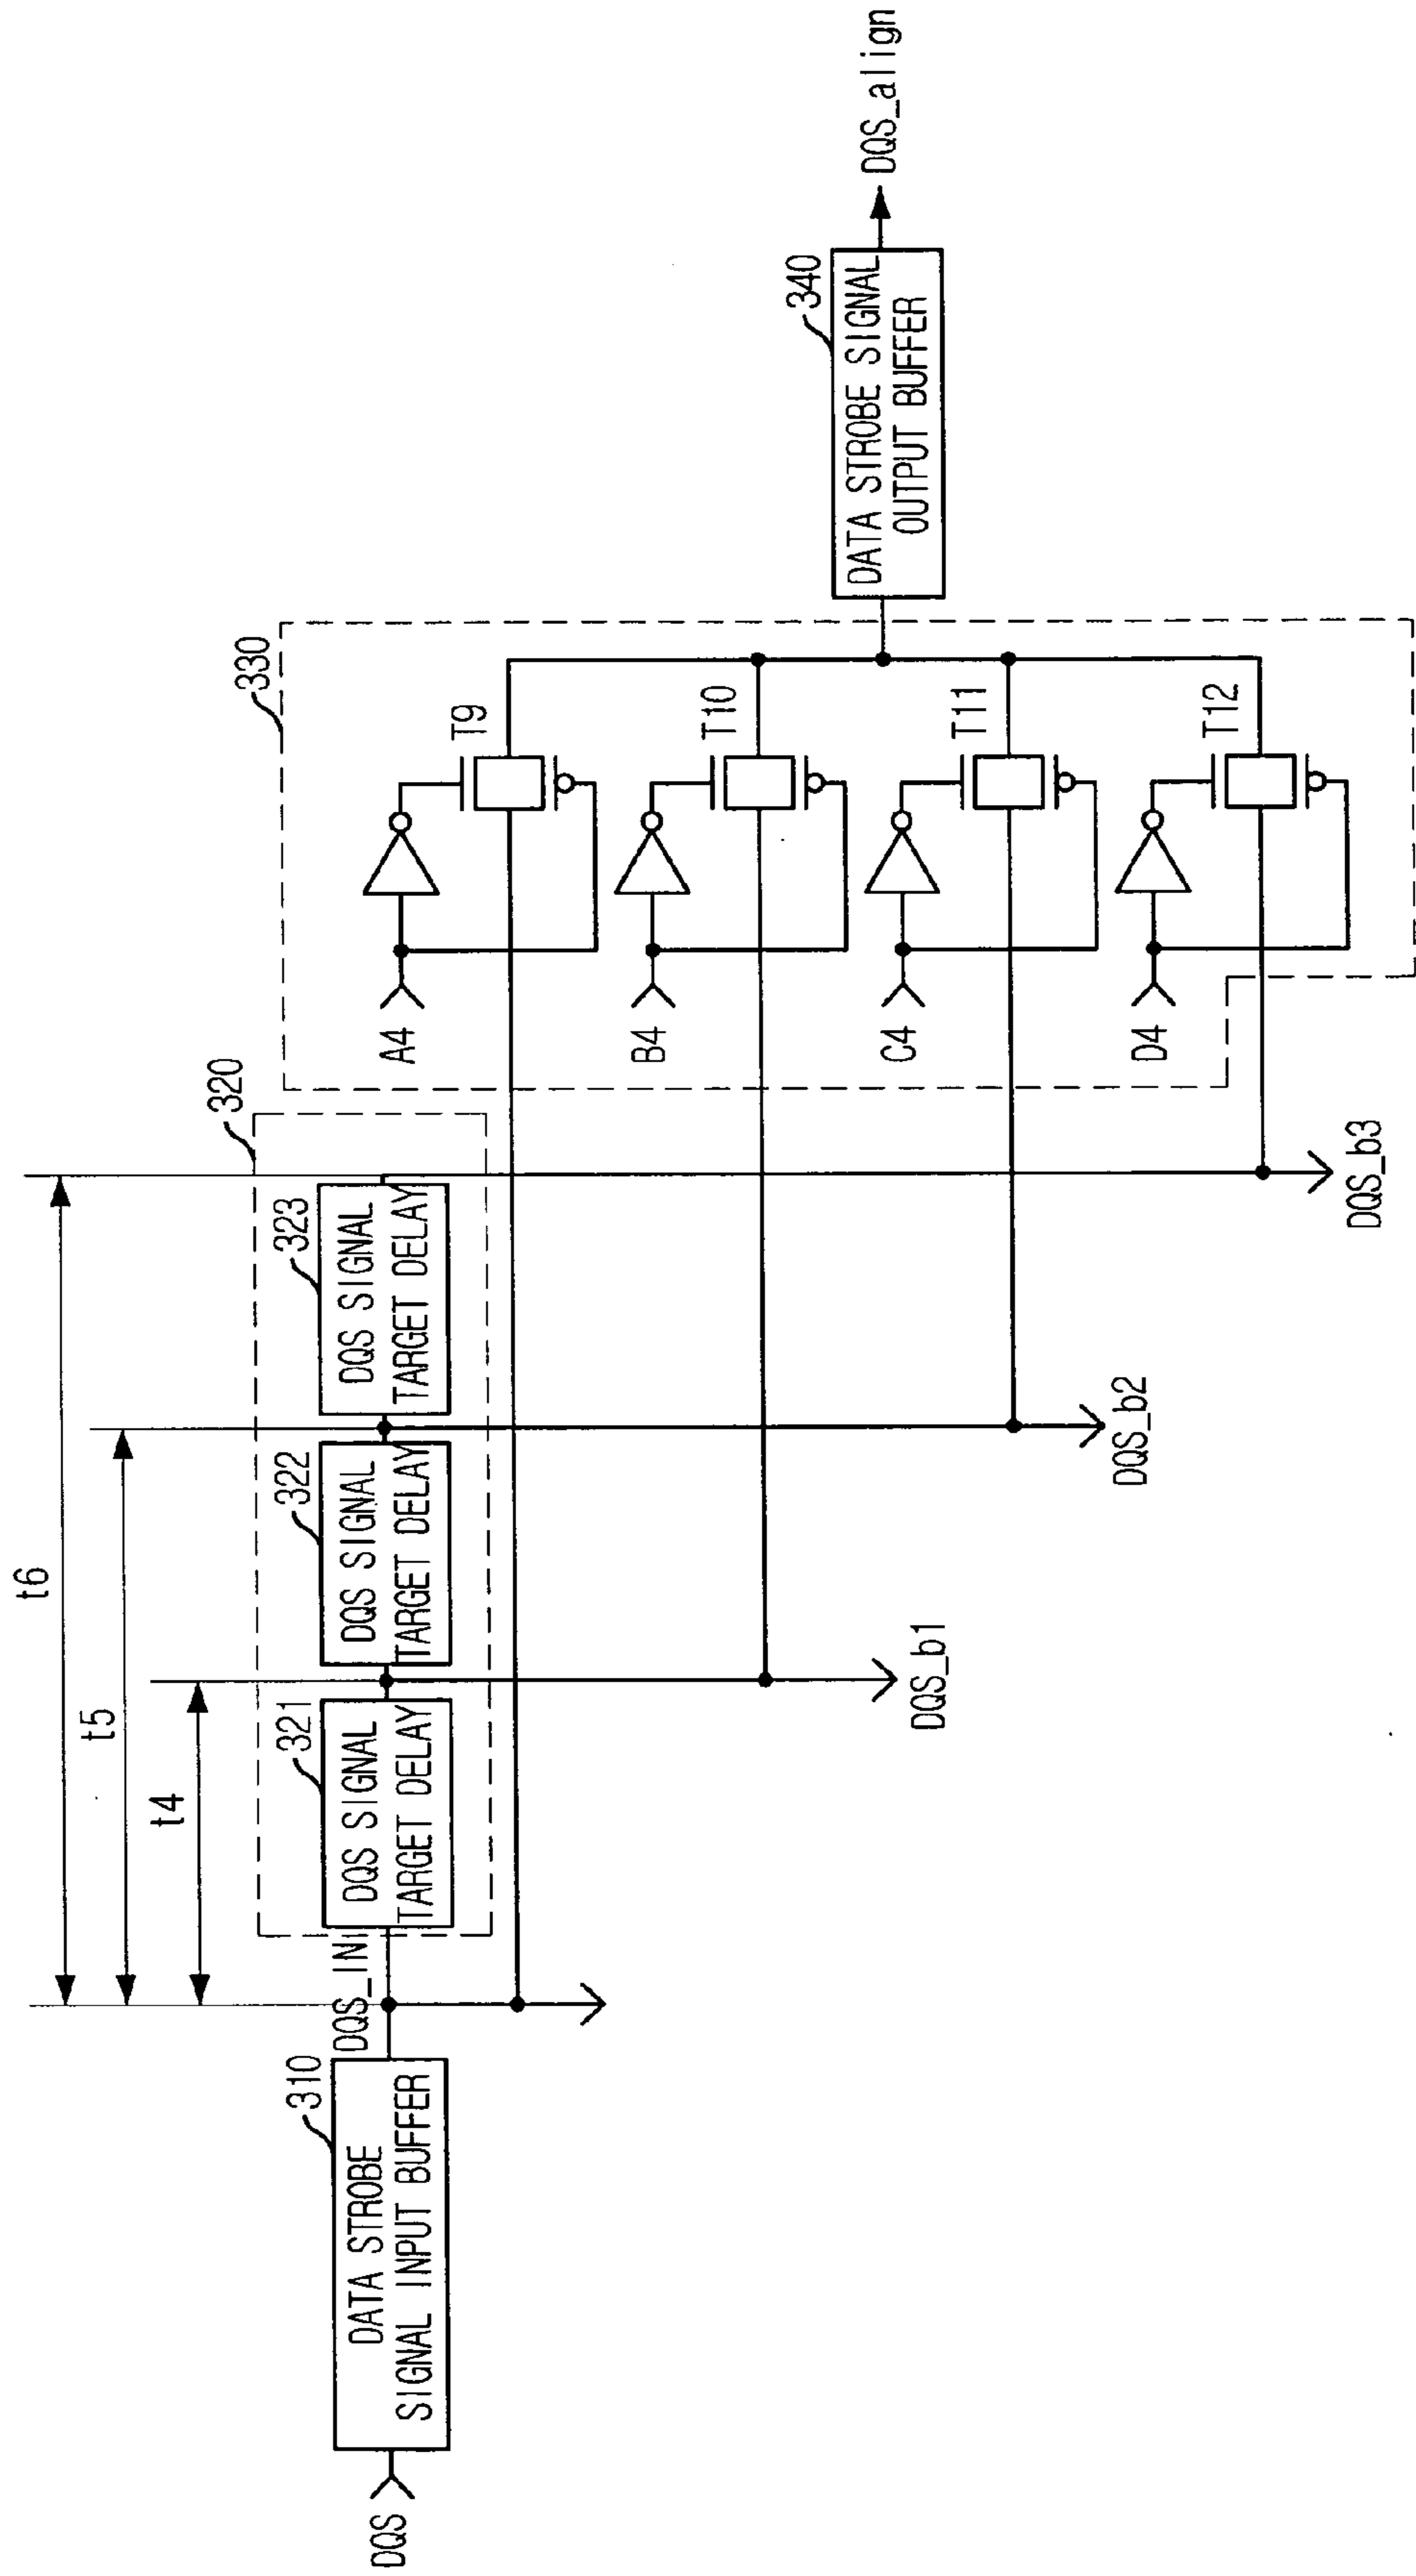 t6
t5
t4
320
330
310
321
322
323
340
DQS
DATA STROBE
SIGNAL INPUT BUFFER
DQS_IN
DQS SIGNAL
TARGET DELAY
DQS SIGNAL
TARGET DELAY
DQS SIGNAL
TARGET DELAY
A4
T9
B4
T10
C4
T11
D4
T12
DATA STROBE SIGNAL
OUTPUT BUFFER
DQS_align
DQS_b1
DQS_b2
DQS_b3